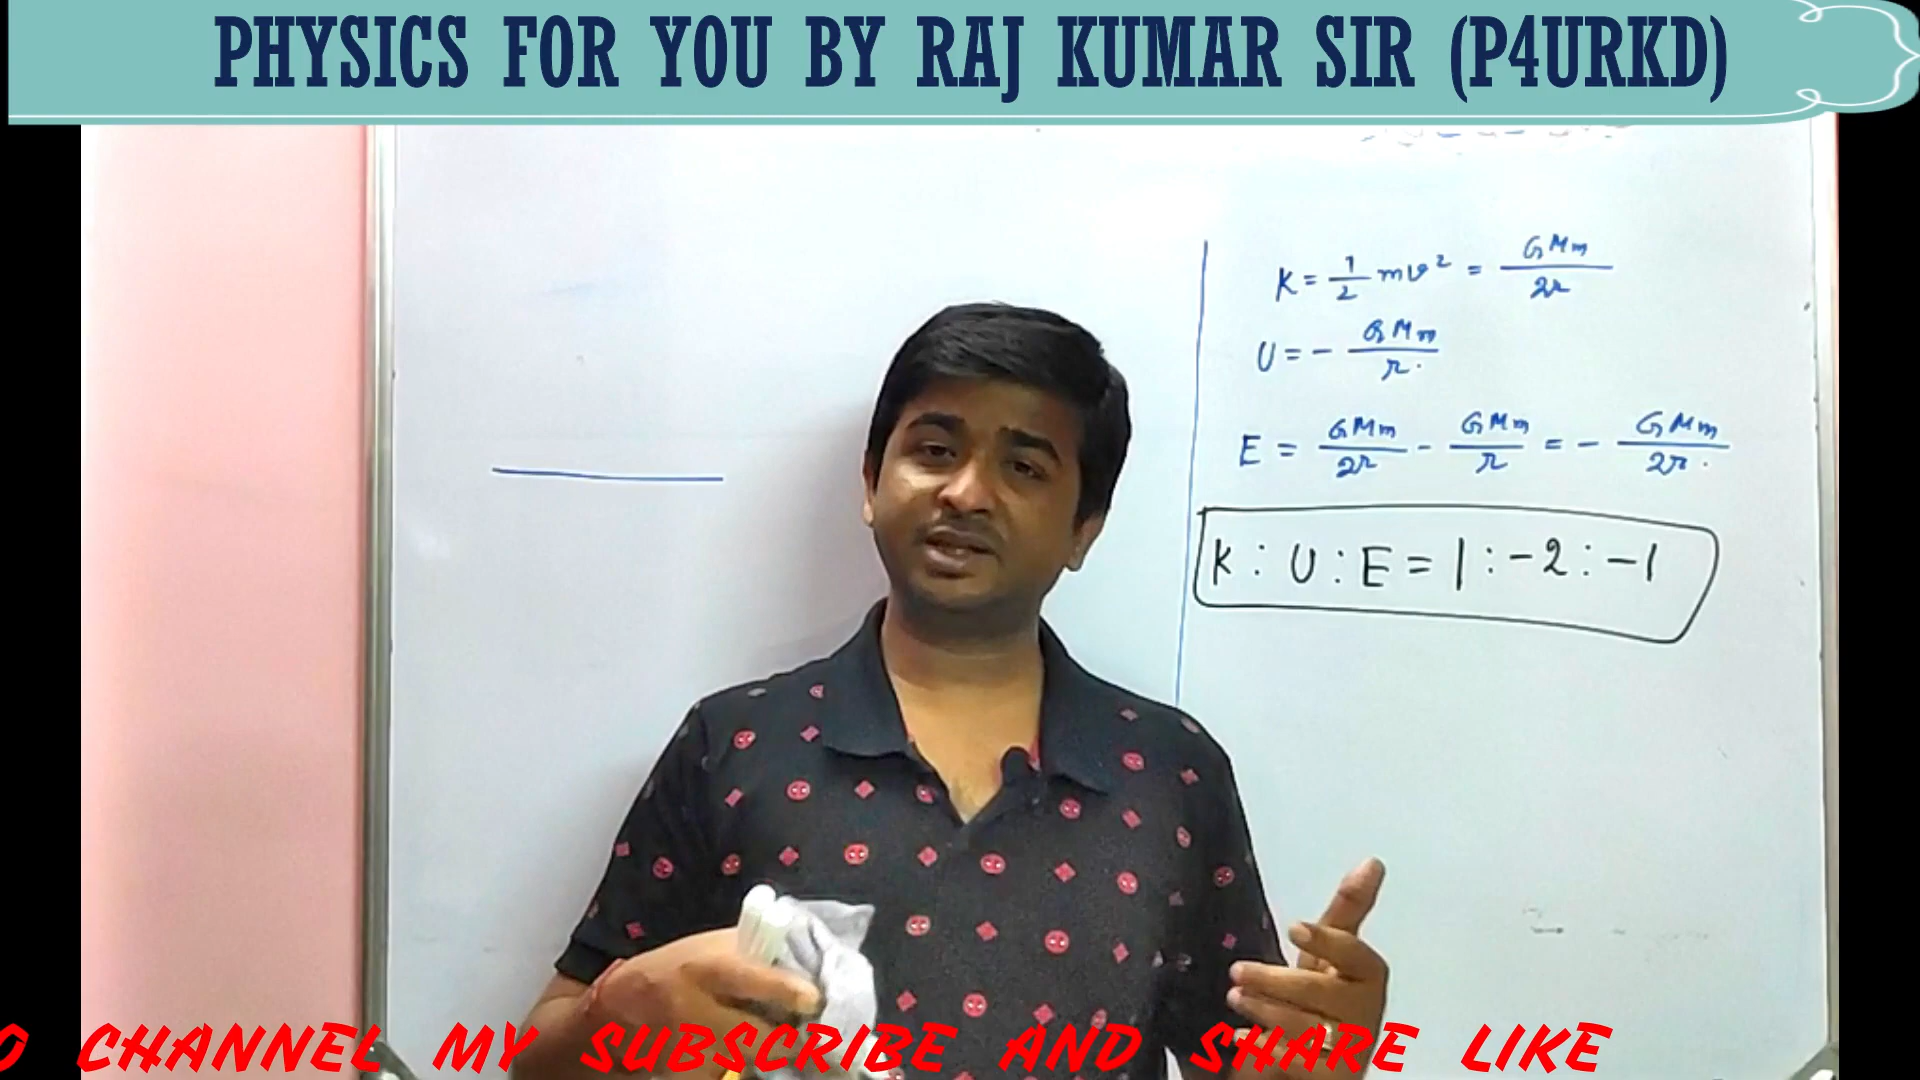 PHYSICS FOR YOU BY RAJ KUMAR SIR (P4URKD)
K = 1/2 mv² = GMm/2r
U = - GMm/r.
E = GMm/2r - GMm/r = - GMm/2r.
K : U : E = 1 : -2 : -1
O CHANNEL MY SUBSCRIBE AND SHARE LIKE